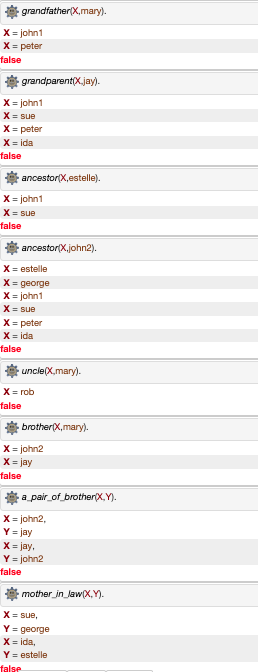 grandfather(X,mary).
X = john1
X = peter
false
grandparent(X,jay).
X = john1
X = sue
X = peter
X = ida
false
ancestor(X,estelle).
X = john1
X = sue
false
ancestor(X,john2).
X = estelle
X = george
X = john1
X = sue
X = peter
X = ida
false
uncle(X,mary).
X = rob
false
brother(X,mary).
X = john2
X = jay
false
a_pair_of_brother(X,Y).
X = john2,
Y = jay
X = jay,
Y = john2
false
mother_in_law(X,Y).
X = sue,
Y = george
X = ida,
Y = estelle
false